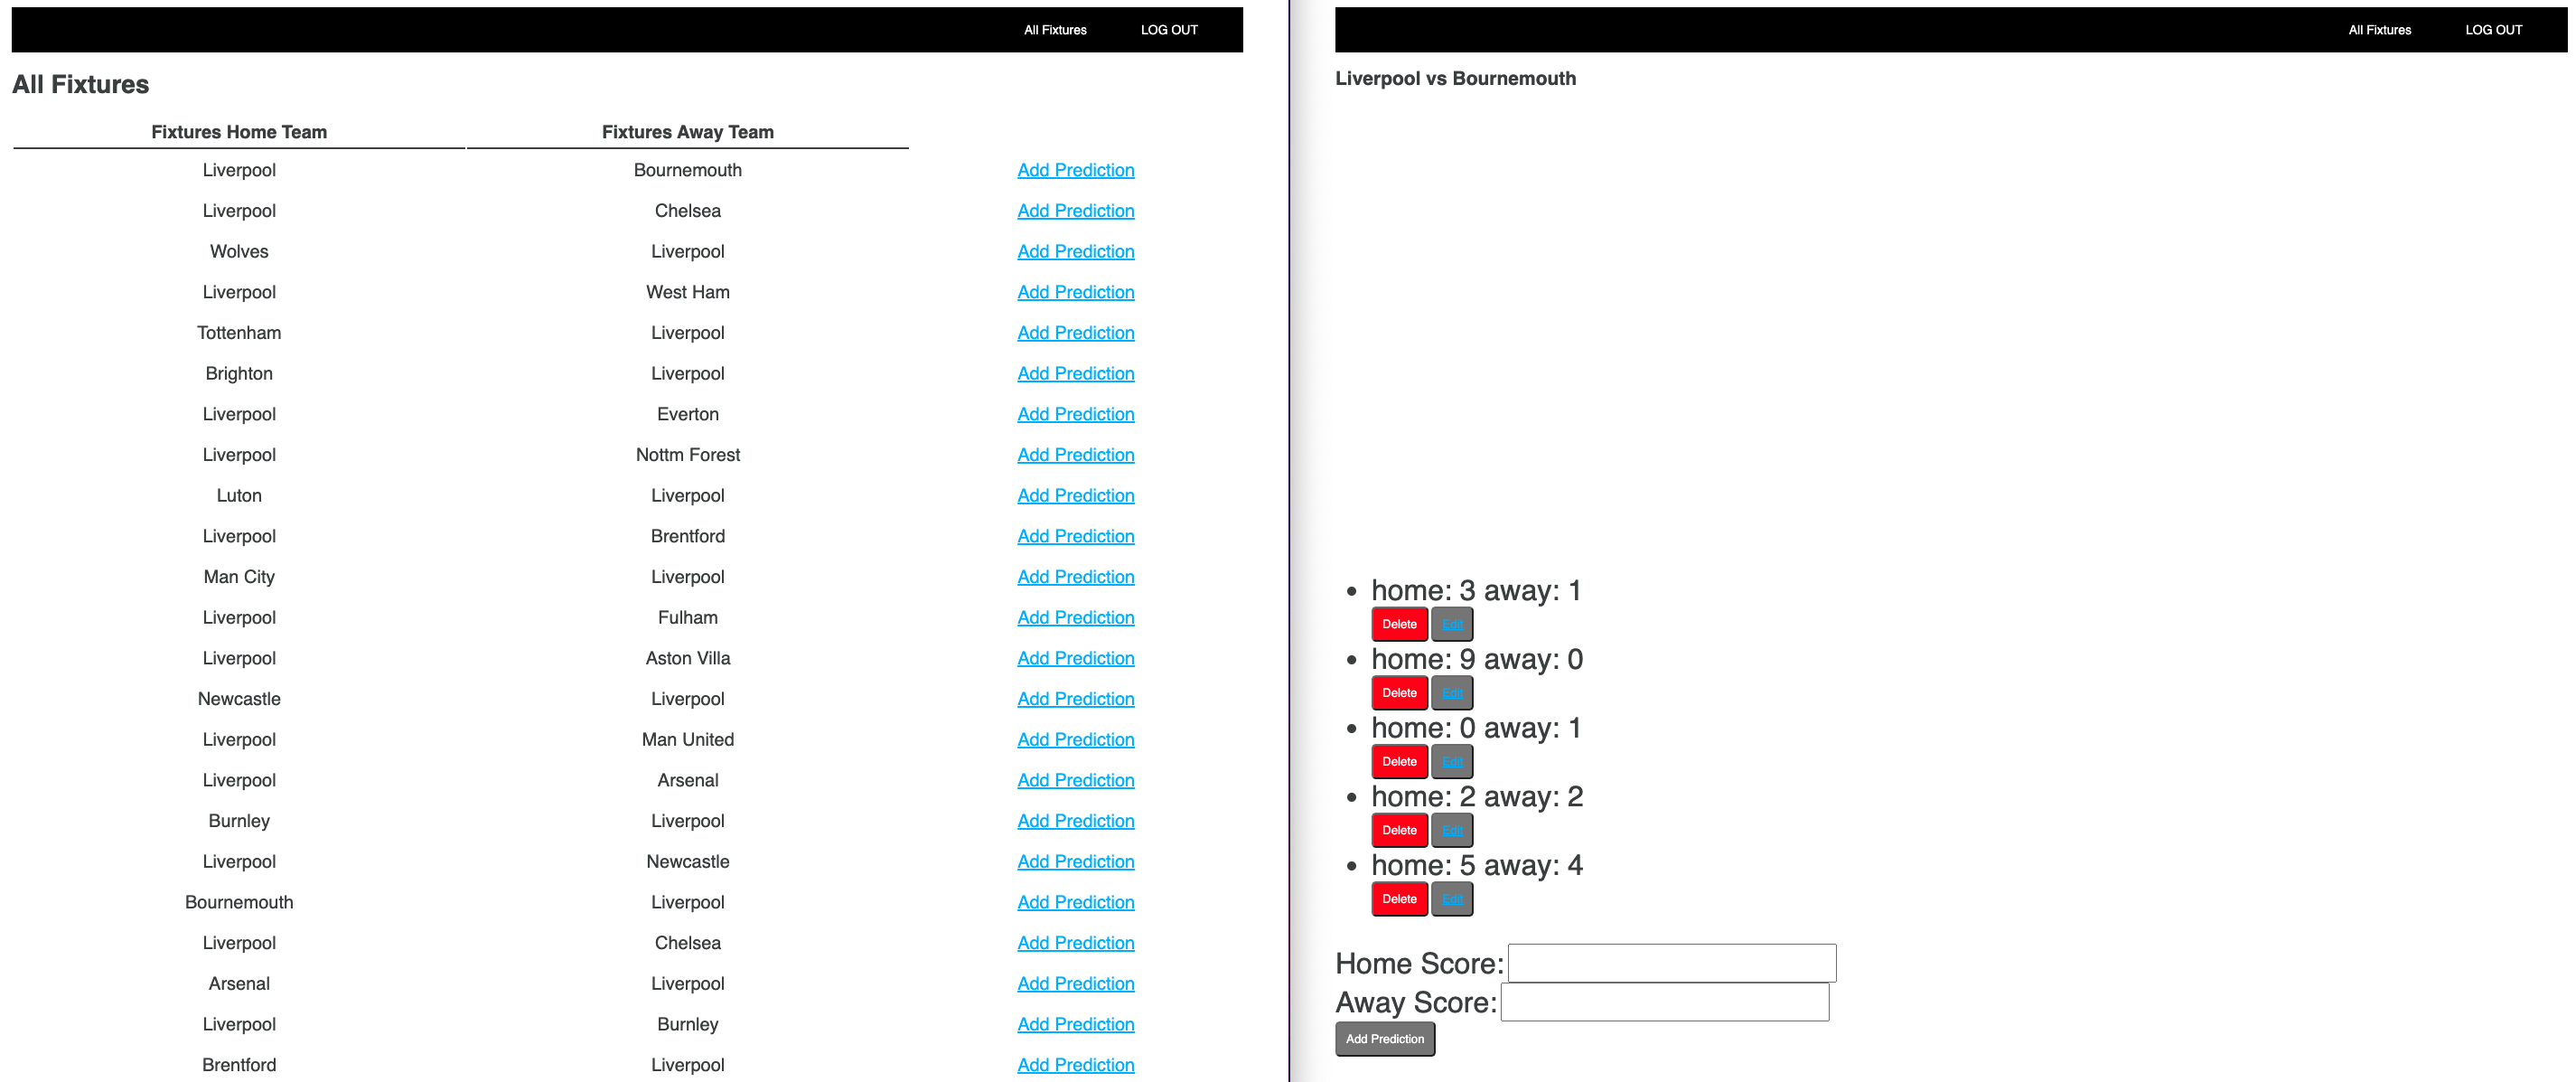 All Fixtures LOG OUT
All Fixtures
Fixtures Home Team Fixtures Away Team
Liverpool Bournemouth Add Prediction
Liverpool Chelsea Add Prediction
Wolves Liverpool Add Prediction
Liverpool West Ham Add Prediction
Tottenham Liverpool Add Prediction
Brighton Liverpool Add Prediction
Liverpool Everton Add Prediction
Liverpool Nottm Forest Add Prediction
Luton Liverpool Add Prediction
Liverpool Brentford Add Prediction
Man City Liverpool Add Prediction
Liverpool Fulham Add Prediction
Liverpool Aston Villa Add Prediction
Newcastle Liverpool Add Prediction
Liverpool Man United Add Prediction
Liverpool Arsenal Add Prediction
Burnley Liverpool Add Prediction
Liverpool Newcastle Add Prediction
Bournemouth Liverpool Add Prediction
Liverpool Chelsea Add Prediction
Arsenal Liverpool Add Prediction
Liverpool Burnley Add Prediction
Brentford Liverpool Add Prediction
All Fixtures LOG OUT
Liverpool vs Bournemouth
• home: 3 away: 1
Delete Edit
• home: 9 away: 0
Delete Edit
• home: 0 away: 1
Delete Edit
• home: 2 away: 2
Delete Edit
• home: 5 away: 4
Delete Edit
Home Score:
Away Score:
Add Prediction